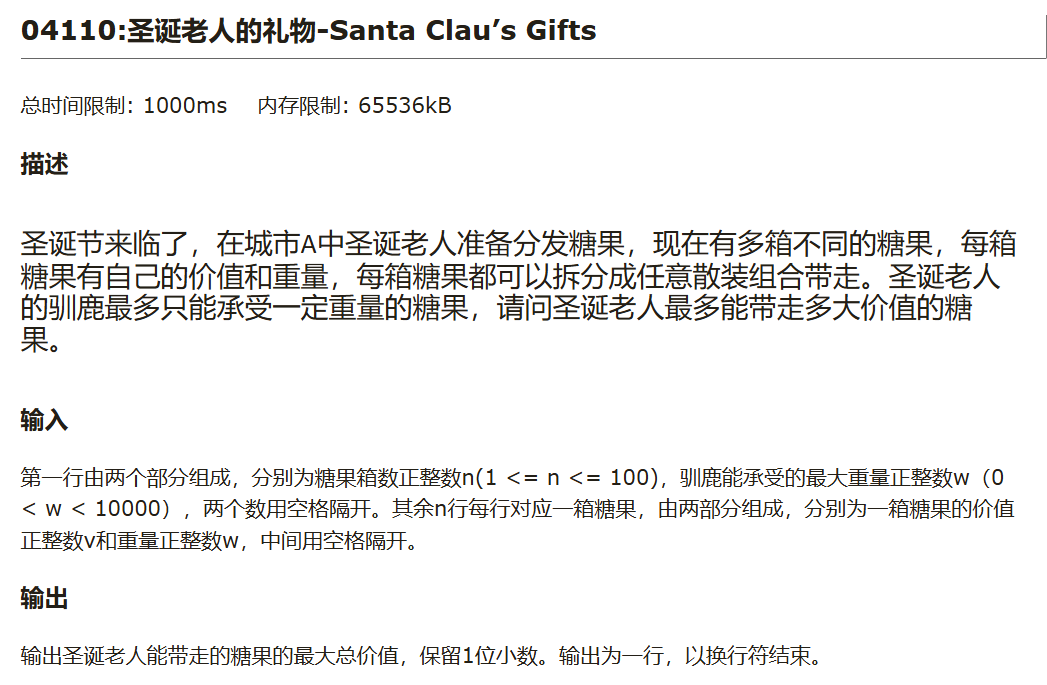 04110:圣诞老人的礼物-Santa Clau’s Gifts
总时间限制: 1000ms 内存限制: 65536kB
描述
圣诞节来临了，在城市A中圣诞老人准备分发糖果，现在有多箱不同的糖果，每箱
糖果有自己的价值和重量，每箱糖果都可以拆分成任意散装组合带走。圣诞老人
的驯鹿最多只能承受一定重量的糖果，请问圣诞老人最多能带走多大价值的糖
果。
输入
第一行由两个部分组成，分别为糖果箱数正整数n(1 <= n <= 100)，驯鹿能承受的最大重量正整数w（0
< w < 10000），两个数用空格隔开。其余n行每行对应一箱糖果，由两部分组成，分别为一箱糖果的价值
正整数v和重量正整数w，中间用空格隔开。
输出
输出圣诞老人能带走的糖果的最大总价值，保留1位小数。输出为一行，以换行符结束。